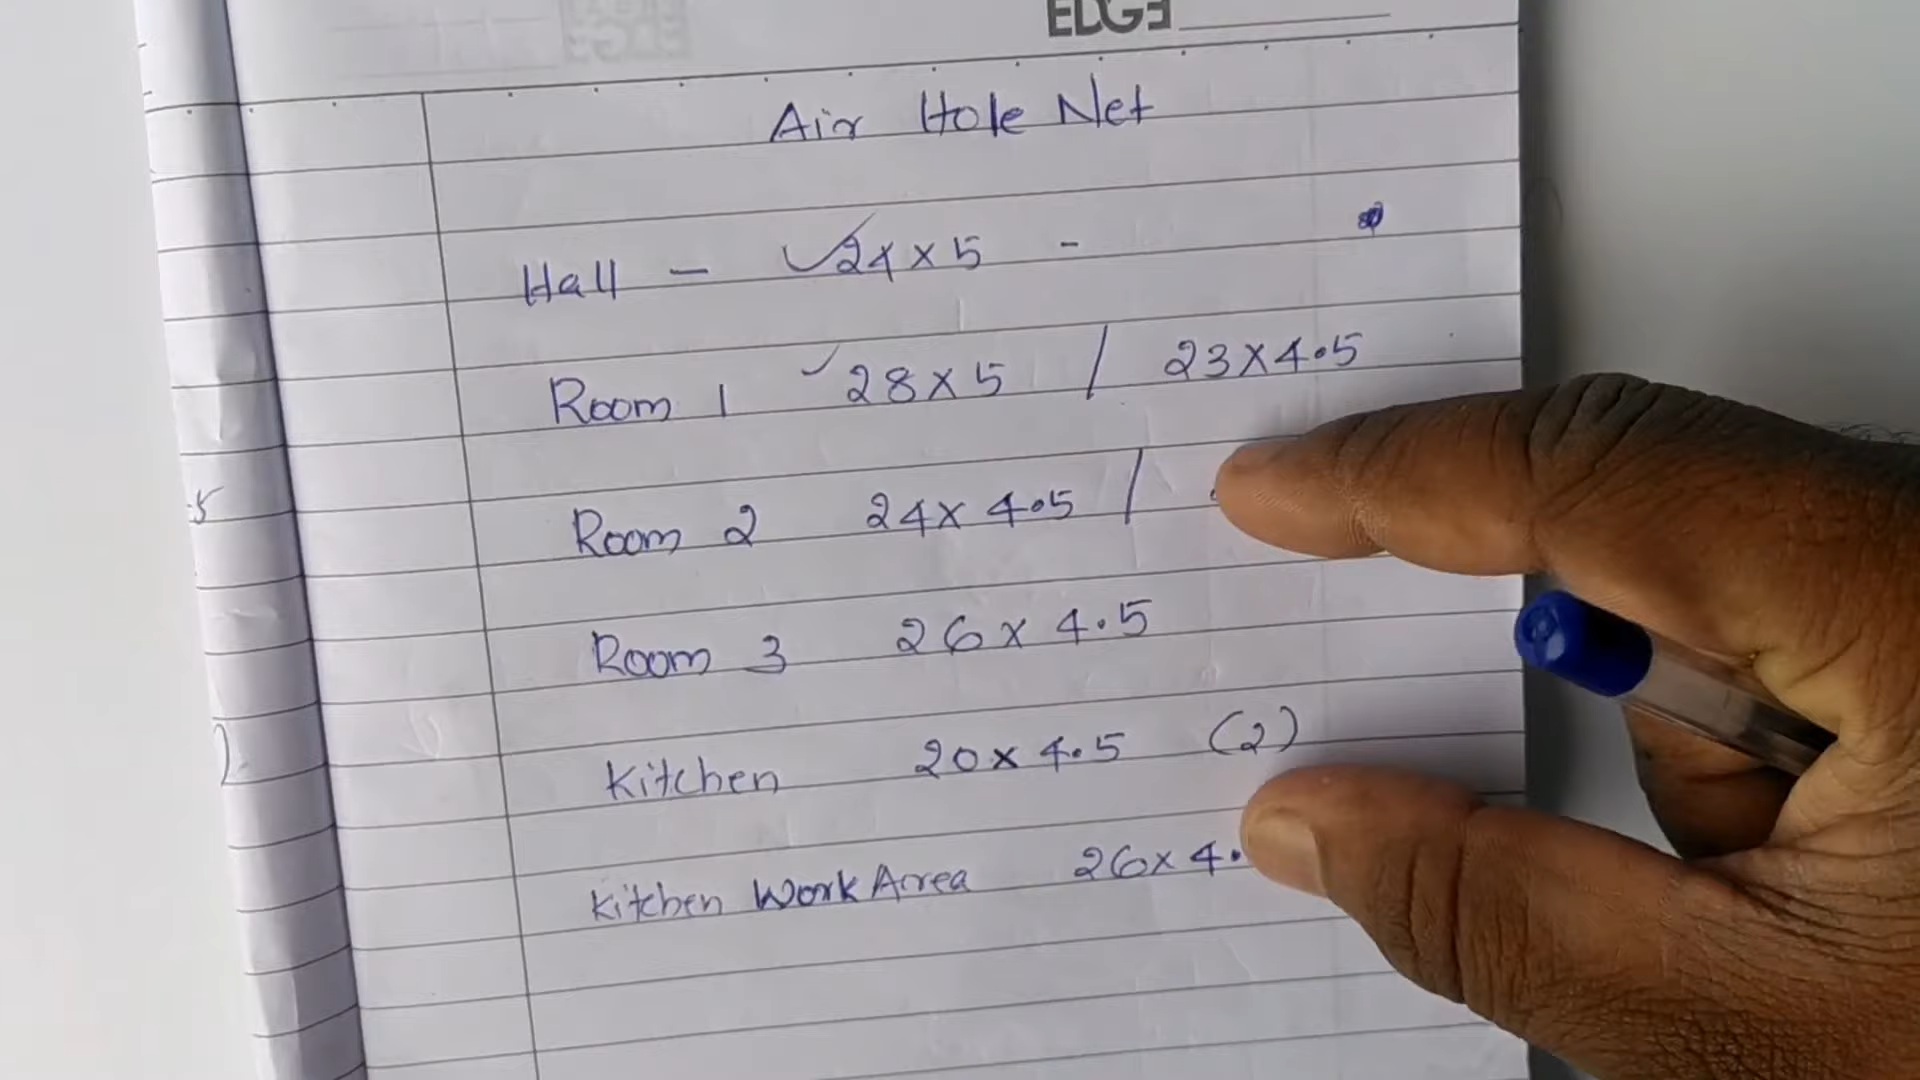 EDGE
Air Hole Net
Hall - ✓24x5 -
Room 1 ✓28x5 / 23x4.5
Room 2 24x4.5 /
Room 3 26x4.5
Kitchen 20x4.5 (2)
Kitchen Work Area 26x4.